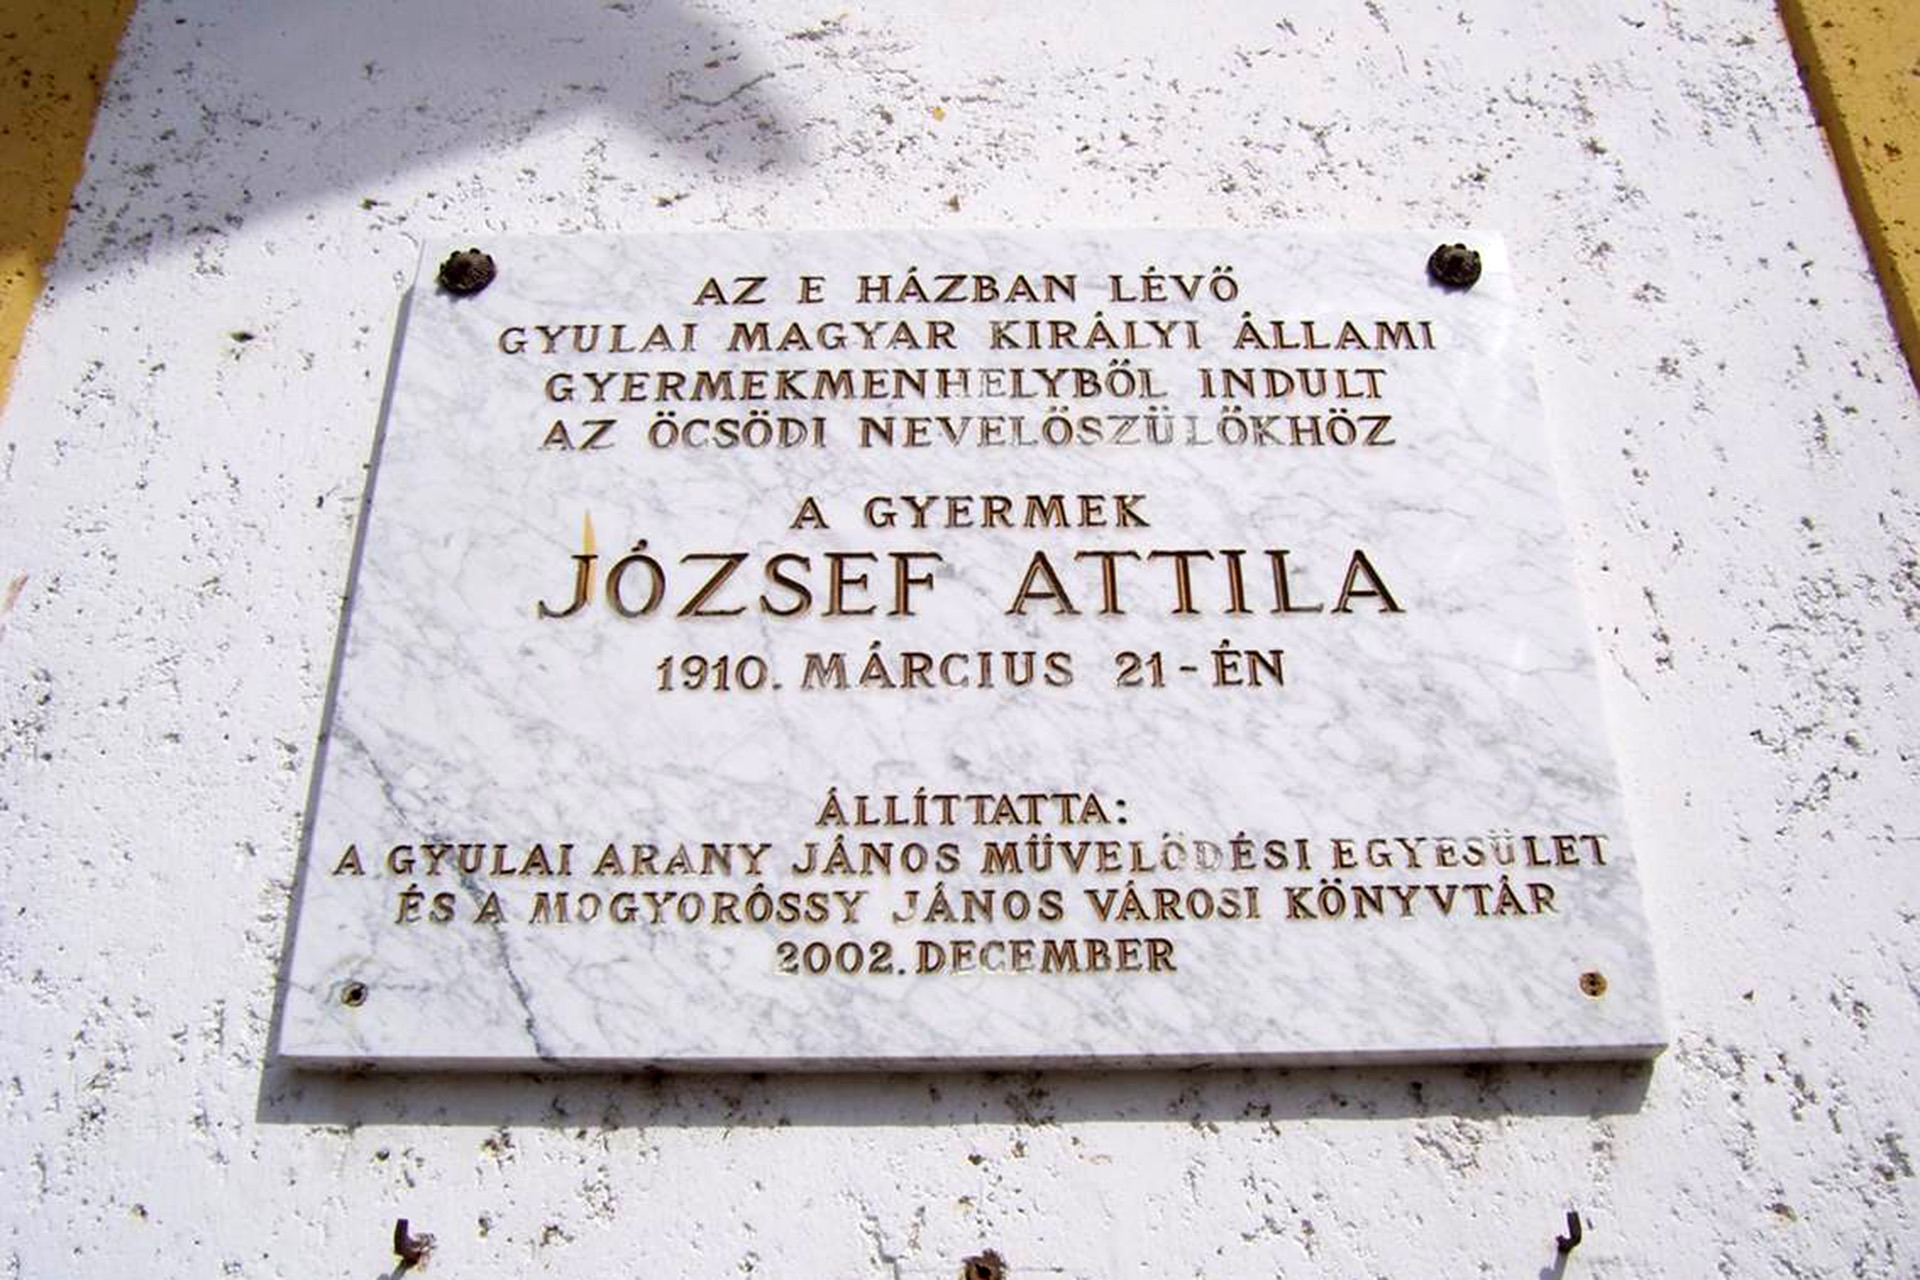 AZ E HÁZBAN LÉVŐ
GYULAI MAGYAR KIRÁLYI ÁLLAMI
GYERMEKMENHELYBŐL INDULT
AZ ÖCSÖDI NEVELŐSZÜLŐKHÖZ
A GYERMEK
JÓZSEF ATTILA
1910. MÁRCIUS 21-ÉN
ÁLLÍTTATTA:
A GYULAI ARANY JÁNOS MŰVELŐDÉSI EGYESÜLET
ÉS A MOGYORÓSSY JÁNOS VÁROSI KÖNYVTÁR
2002. DECEMBER